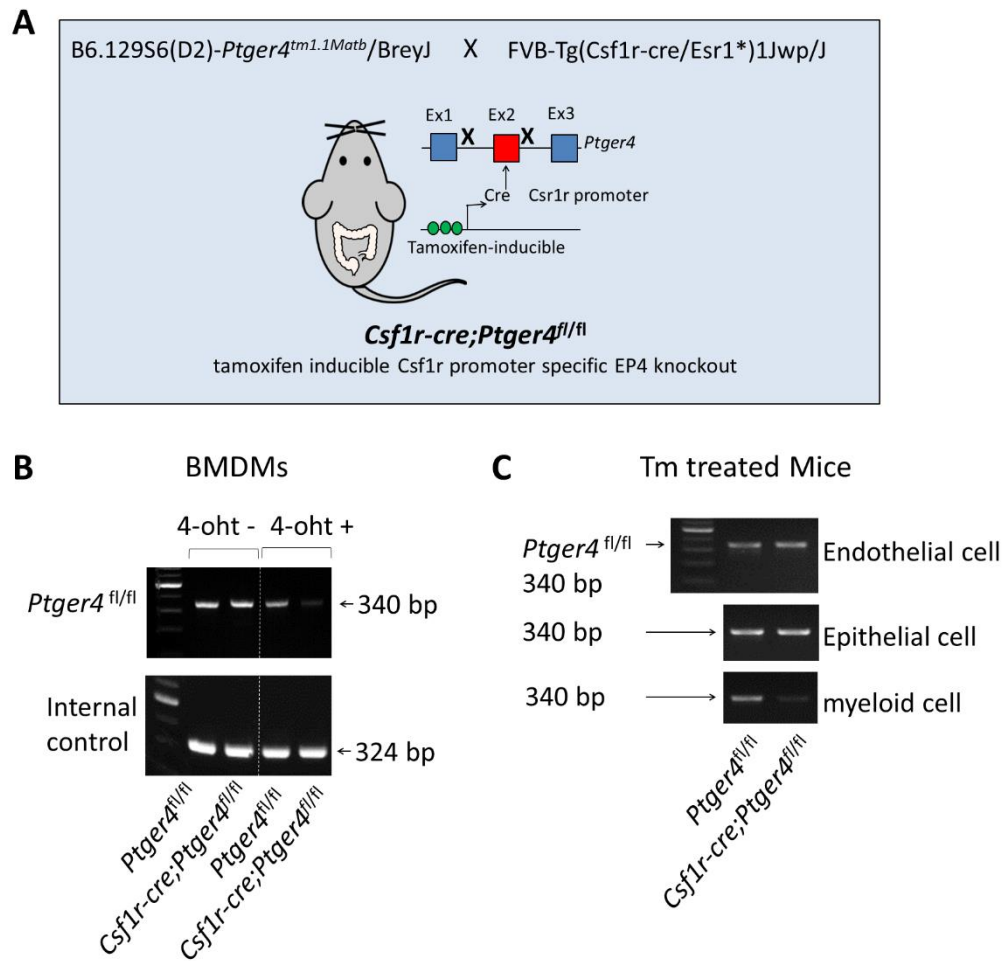 A
B6.129S6(D2)-Ptger4tm1.1Matb/BreyJ X FVB-Tg(Csf1r-cre/Esr1*)1Jwp/J
Ex1 Ex2 Ex3
X X Ptger4
Cre Csr1r promoter
Tamoxifen-inducible
Csf1r-cre;Ptger4fl/fl
tamoxifen inducible Csf1r promoter specific EP4 knockout
B BMDMs
4-oht - 4-oht +
Ptger4 fl/fl 340 bp
Internal
control
324 bp
Ptger4fl/fl
Csf1r-cre;Ptger4fl/fl
Ptger4fl/fl
Csf1r-cre;Ptger4fl/fl
C Tm treated Mice
Ptger4 fl/fl Endothelial cell
340 bp
340 bp Epithelial cell
340 bp myeloid cell
Ptger4fl/fl
Csf1r-cre;Ptger4fl/fl